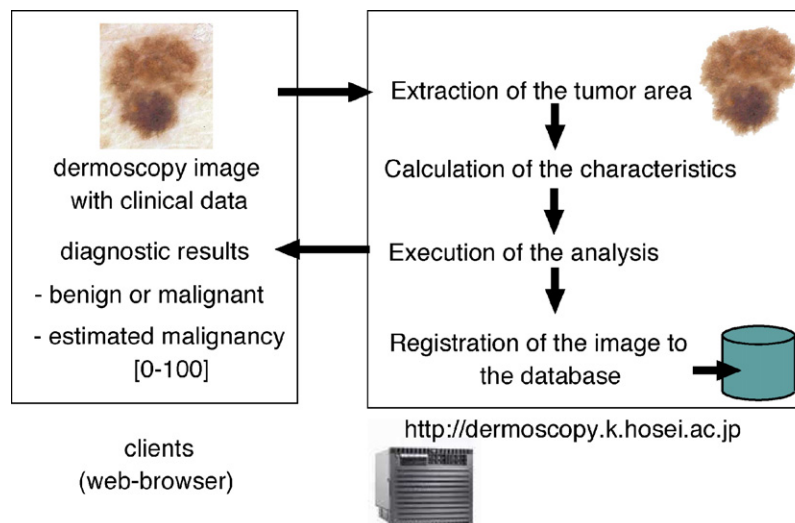 dermoscopy image
with clinical data
diagnostic results
- benign or malignant
- estimated malignancy
[0-100]
clients
(web-browser)
Extraction of the tumor area
Calculation of the characteristics
Execution of the analysis
Registration of the image to
the database
http://dermoscopy.k.hosei.ac.jp